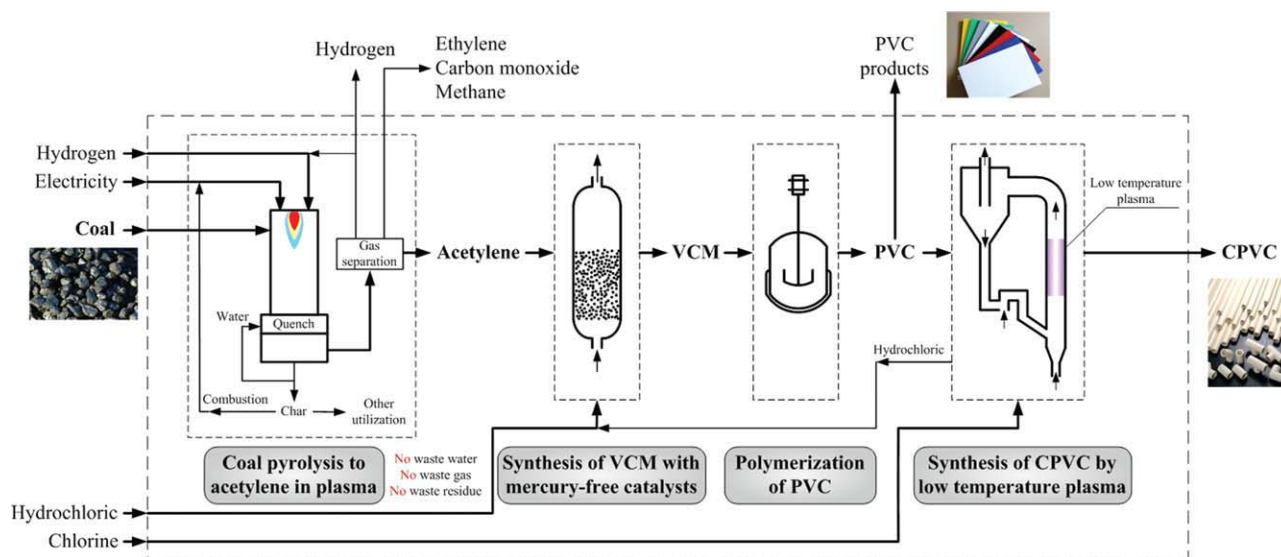 Hydrogen
Ethylene
Carbon monoxide
Methane
PVC
products
Hydrogen
Electricity
Coal
Gas
separation
Acetylene
VCM
PVC
Low temperature
plasma
CPVC
Water
Quench
Combustion
Char
Other
utilization
Hydrochloric
Coal pyrolysis to
acetylene in plasma
No waste water
No waste gas
No waste residue
Synthesis of VCM with
mercury-free catalysts
Polymerization
of PVC
Synthesis of CPVC by
low temperature plasma
Hydrochloric
Chlorine